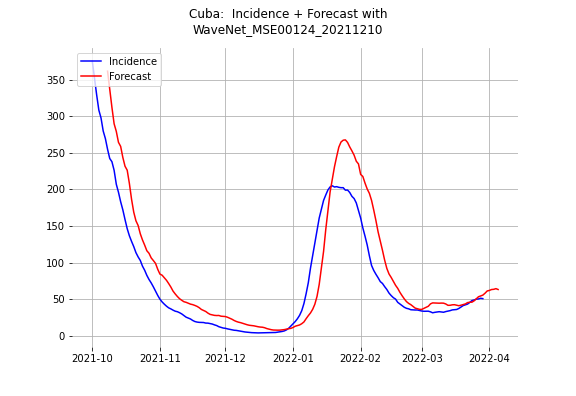 Cuba:  Incidence + Forecast with
WaveNet_MSE00124_20211210
Incidence
Forecast
350
300
250
200
150
100
50
0
2021-10 2021-11 2021-12 2022-01 2022-02 2022-03 2022-04